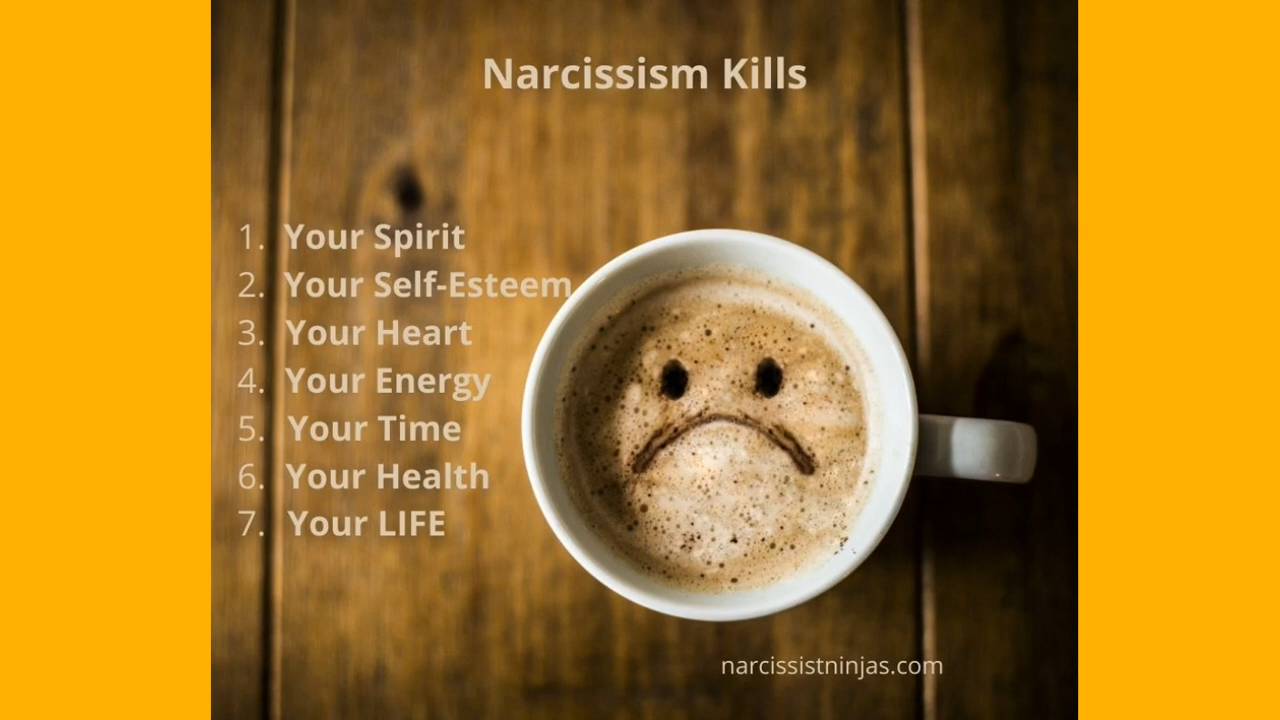 Narcissism Kills
1. Your Spirit
2. Your Self-Esteem
3. Your Heart
4. Your Energy
5. Your Time
6. Your Health
7. Your LIFE
narcissistninjas.com